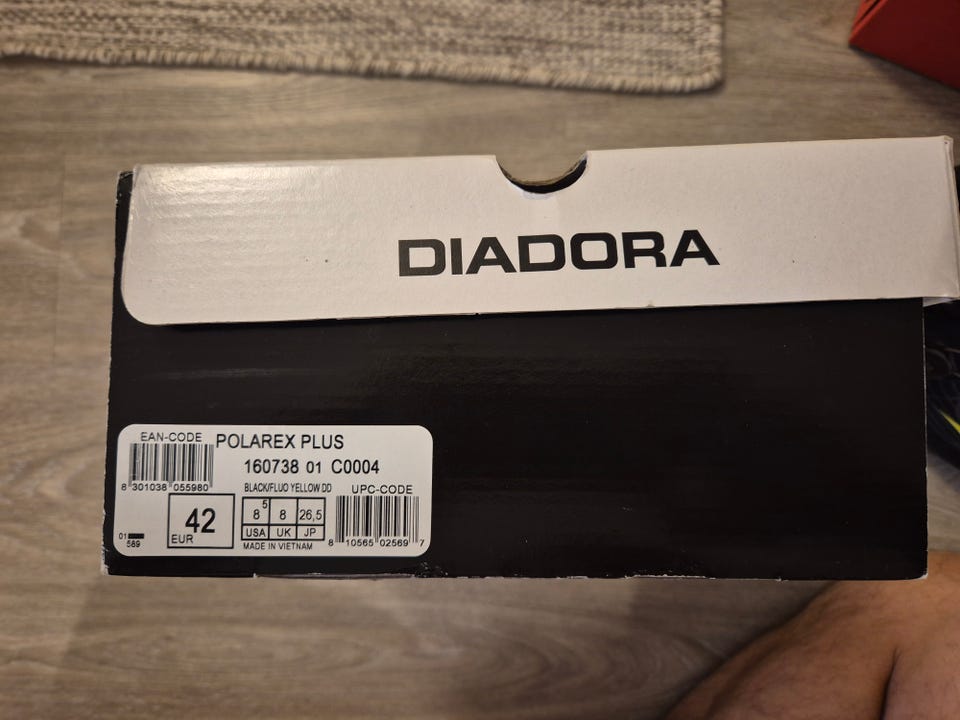 DIADORA
EAN-CODE POLAREX PLUS
160738 01 C0004
8 301038 055980
BLACK/FLUO YELLOW DD
UPC-CODE
42
EUR
8 5 8 26,5
USA UK JP
MADE IN VIETNAM
8 10565 02569 7
01
569